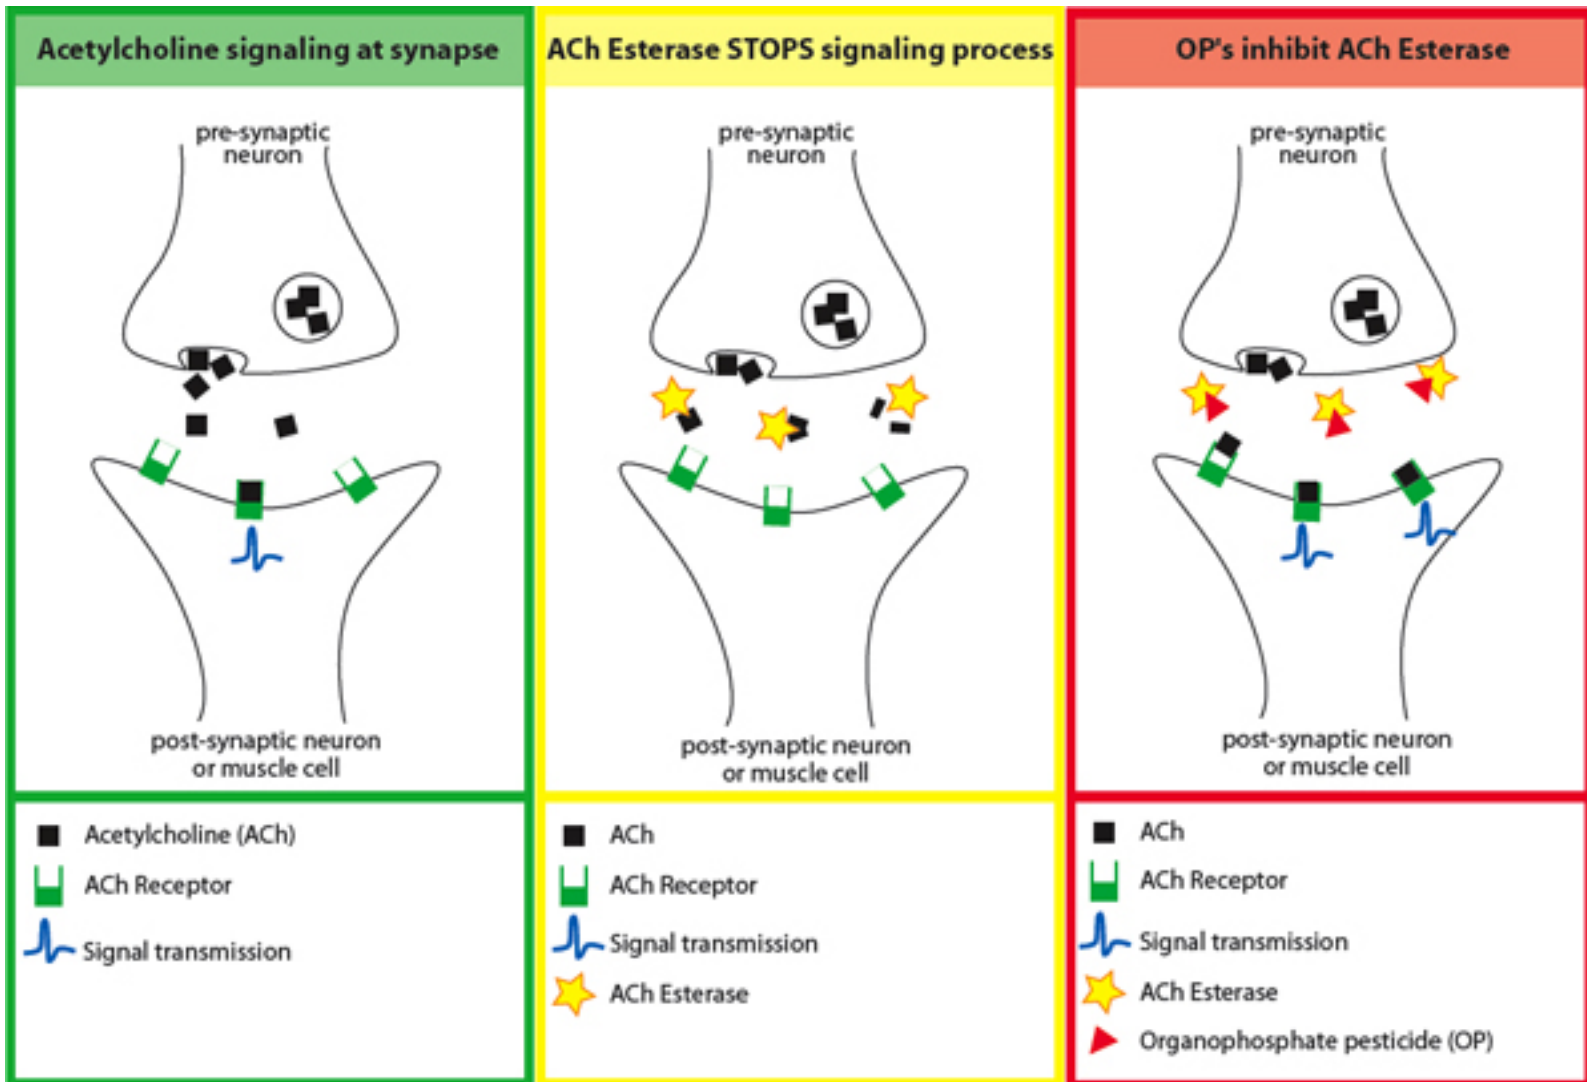 Acetylcholine signaling at synapse
pre-synaptic
neuron
post-synaptic neuron
or muscle cell
Acetylcholine (ACh)
ACh Receptor
Signal transmission
ACh Esterase STOPS signaling process
pre-synaptic
neuron
post-synaptic neuron
or muscle cell
ACh
ACh Receptor
Signal transmission
ACh Esterase
OP's inhibit ACh Esterase
pre-synaptic
neuron
post-synaptic neuron
or muscle cell
ACh
ACh Receptor
Signal transmission
ACh Esterase
Organophosphate pesticide (OP)